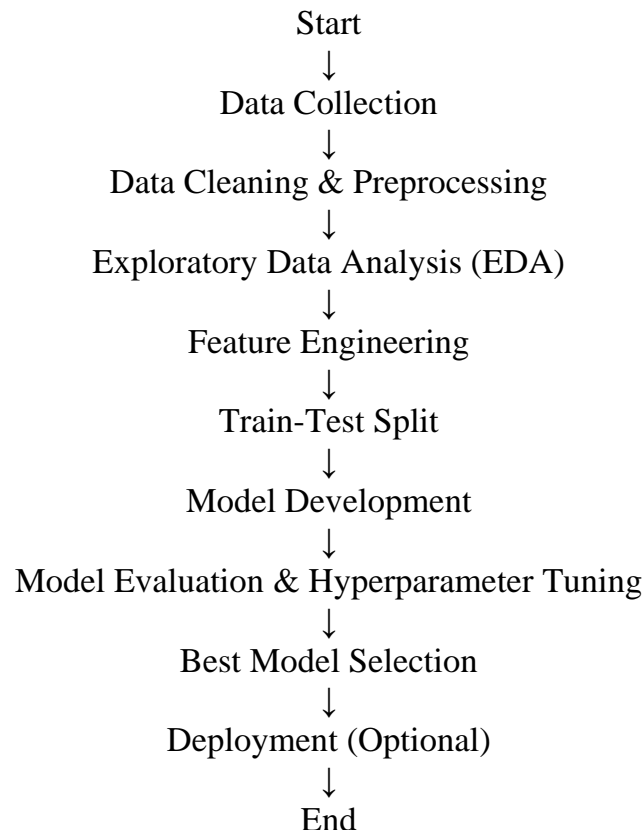 Start
↓
Data Collection
↓
Data Cleaning & Preprocessing
↓
Exploratory Data Analysis (EDA)
↓
Feature Engineering
↓
Train-Test Split
↓
Model Development
↓
Model Evaluation & Hyperparameter Tuning
↓
Best Model Selection
↓
Deployment (Optional)
↓
End